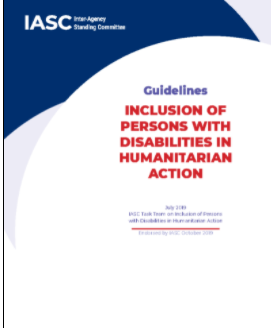 IASC Inter-Agency
Standing Committee
Guidelines
INCLUSION OF
PERSONS WITH
DISABILITIES IN
HUMANITARIAN
ACTION
July 2019
IASC Task Team on Inclusion of Persons
with Disabilities in Humanitarian Action
Endorsed by IASC October 2019